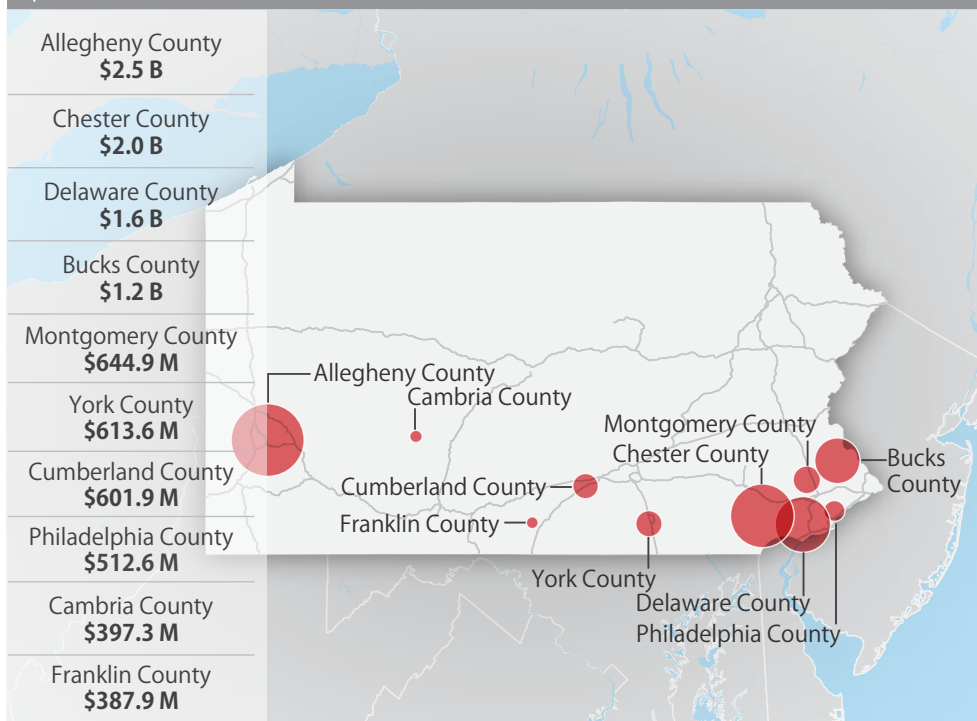 Allegheny County
$2.5 B
Chester County
$2.0 B
Delaware County
$1.6 B
Bucks County
$1.2 B
Montgomery County
$644.9 M
York County
$613.6 M
Cumberland County
$601.9 M
Philadelphia County
$512.6 M
Cambria County
$397.3 M
Franklin County
$387.9 M
Allegheny County
Cambria County
Montgomery County
Chester County
Bucks
County
Cumberland County
Franklin County
York County
Delaware County
Philadelphia County